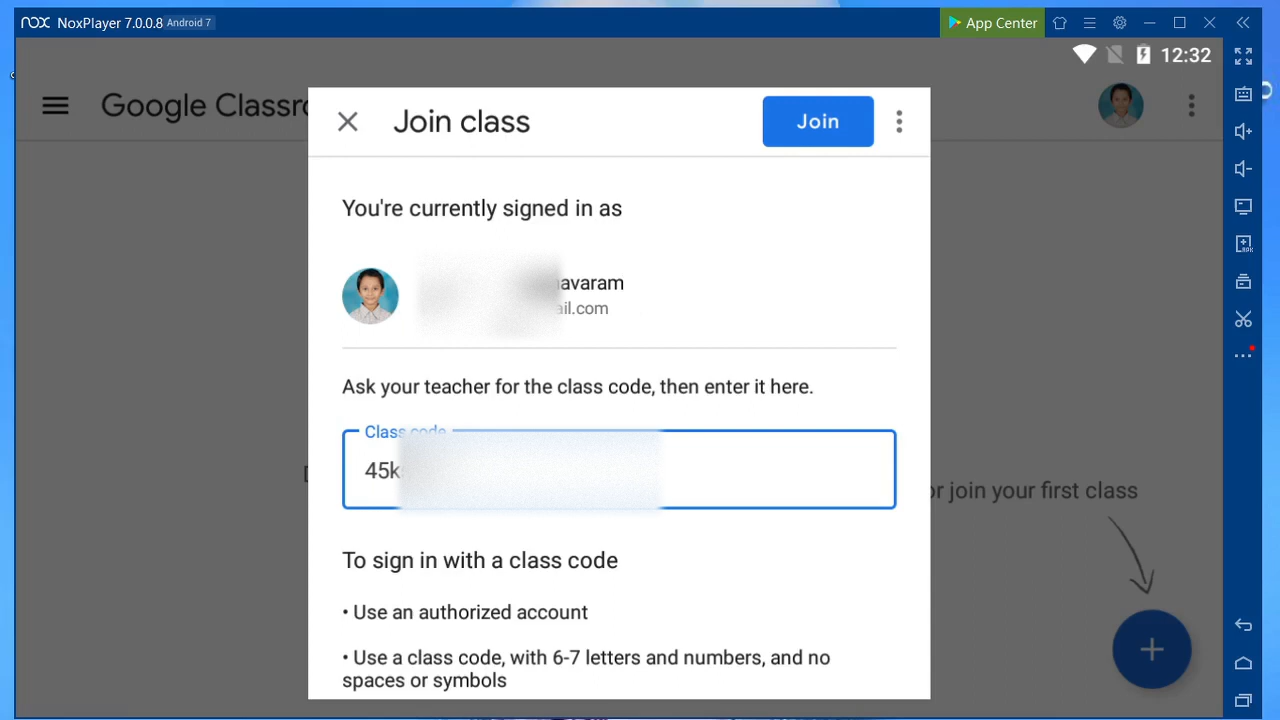 nox NoxPlayer 7.0.0.8 Android 7
App Center
12:32
Google Classro
Join class
Join
You're currently signed in as
avaram
ail.com
Ask your teacher for the class code, then enter it here.
Class code
45k
or join your first class
To sign in with a class code
• Use an authorized account
• Use a class code, with 6-7 letters and numbers, and no
spaces or symbols